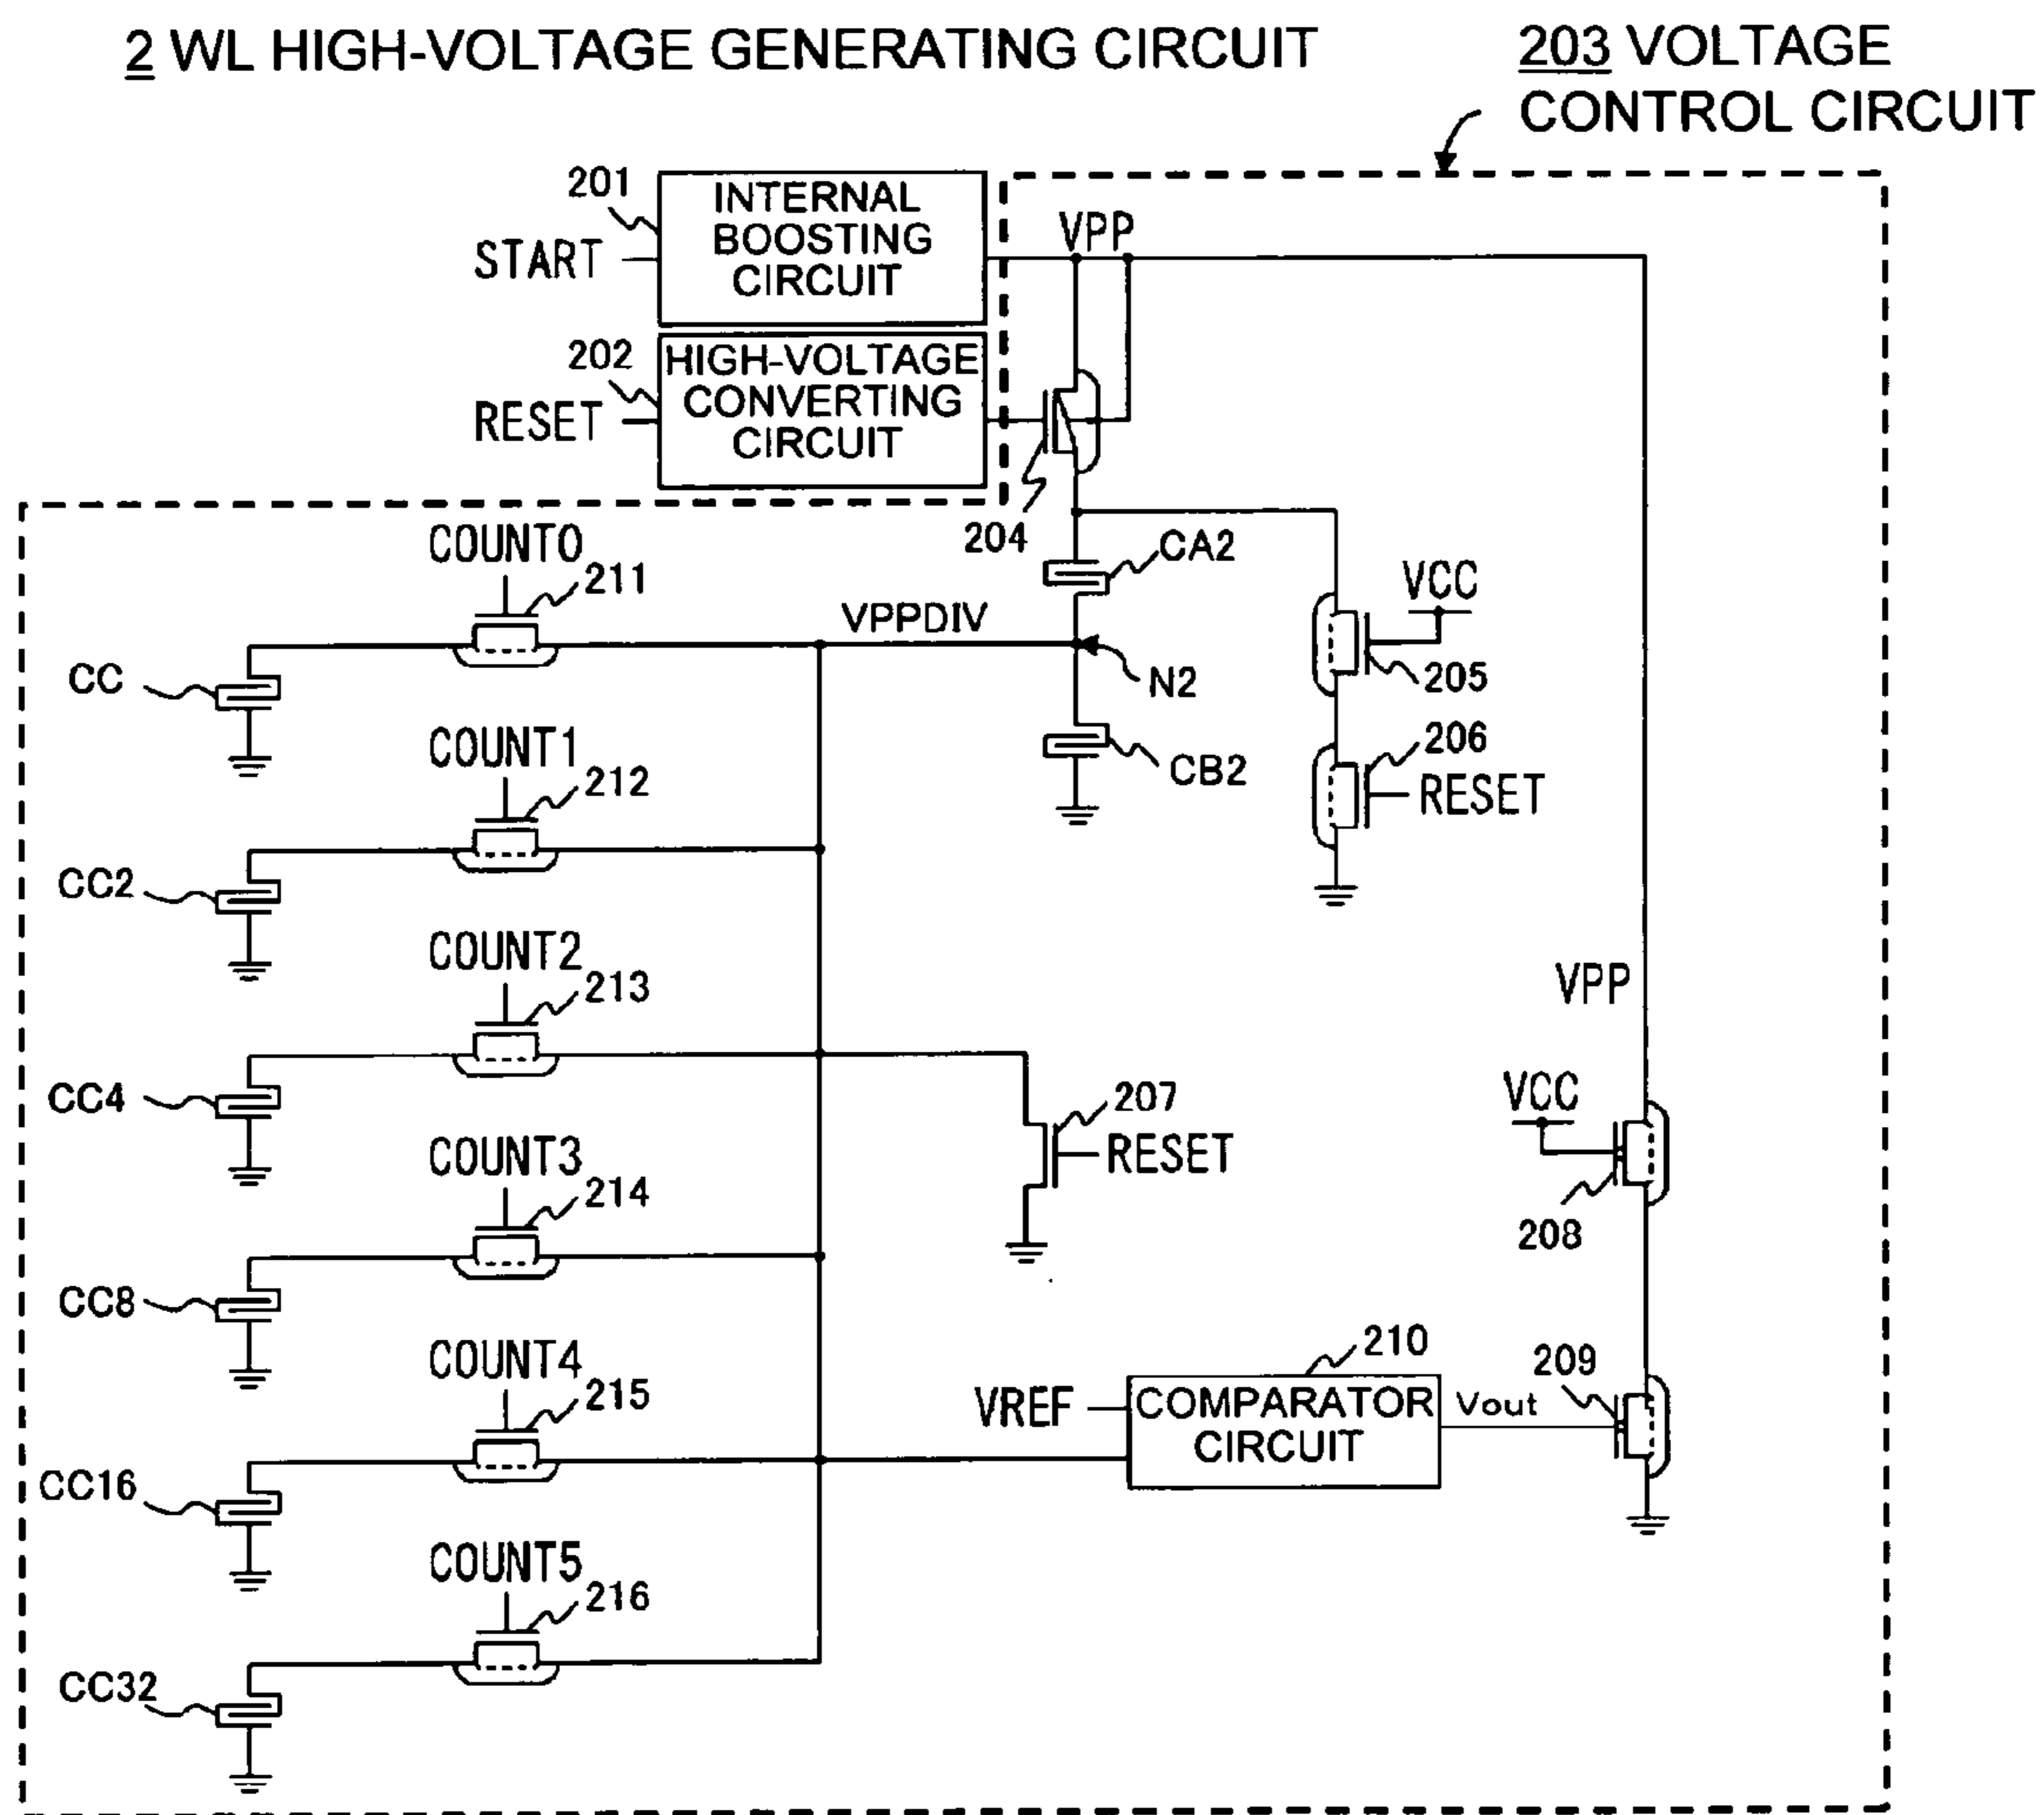 2 WL HIGH-VOLTAGE GENERATING CIRCUIT
203 VOLTAGE
CONTROL CIRCUIT
201
INTERNAL
BOOSTING
CIRCUIT
START
VPP
202
HIGH-VOLTAGE
CONVERTING
CIRCUIT
RESET
204
CA2
COUNT0
211
VPPDIV
CC
N2
VCC
205
CB2
206
RESET
COUNT1
212
CC2
COUNT2
213
CC4
VPP
207
RESET
VCC
208
COUNT3
214
CC8
COUNT4
215
CC16
VREF
210
COMPARATOR
CIRCUIT
Vout
209
COUNT5
216
CC32